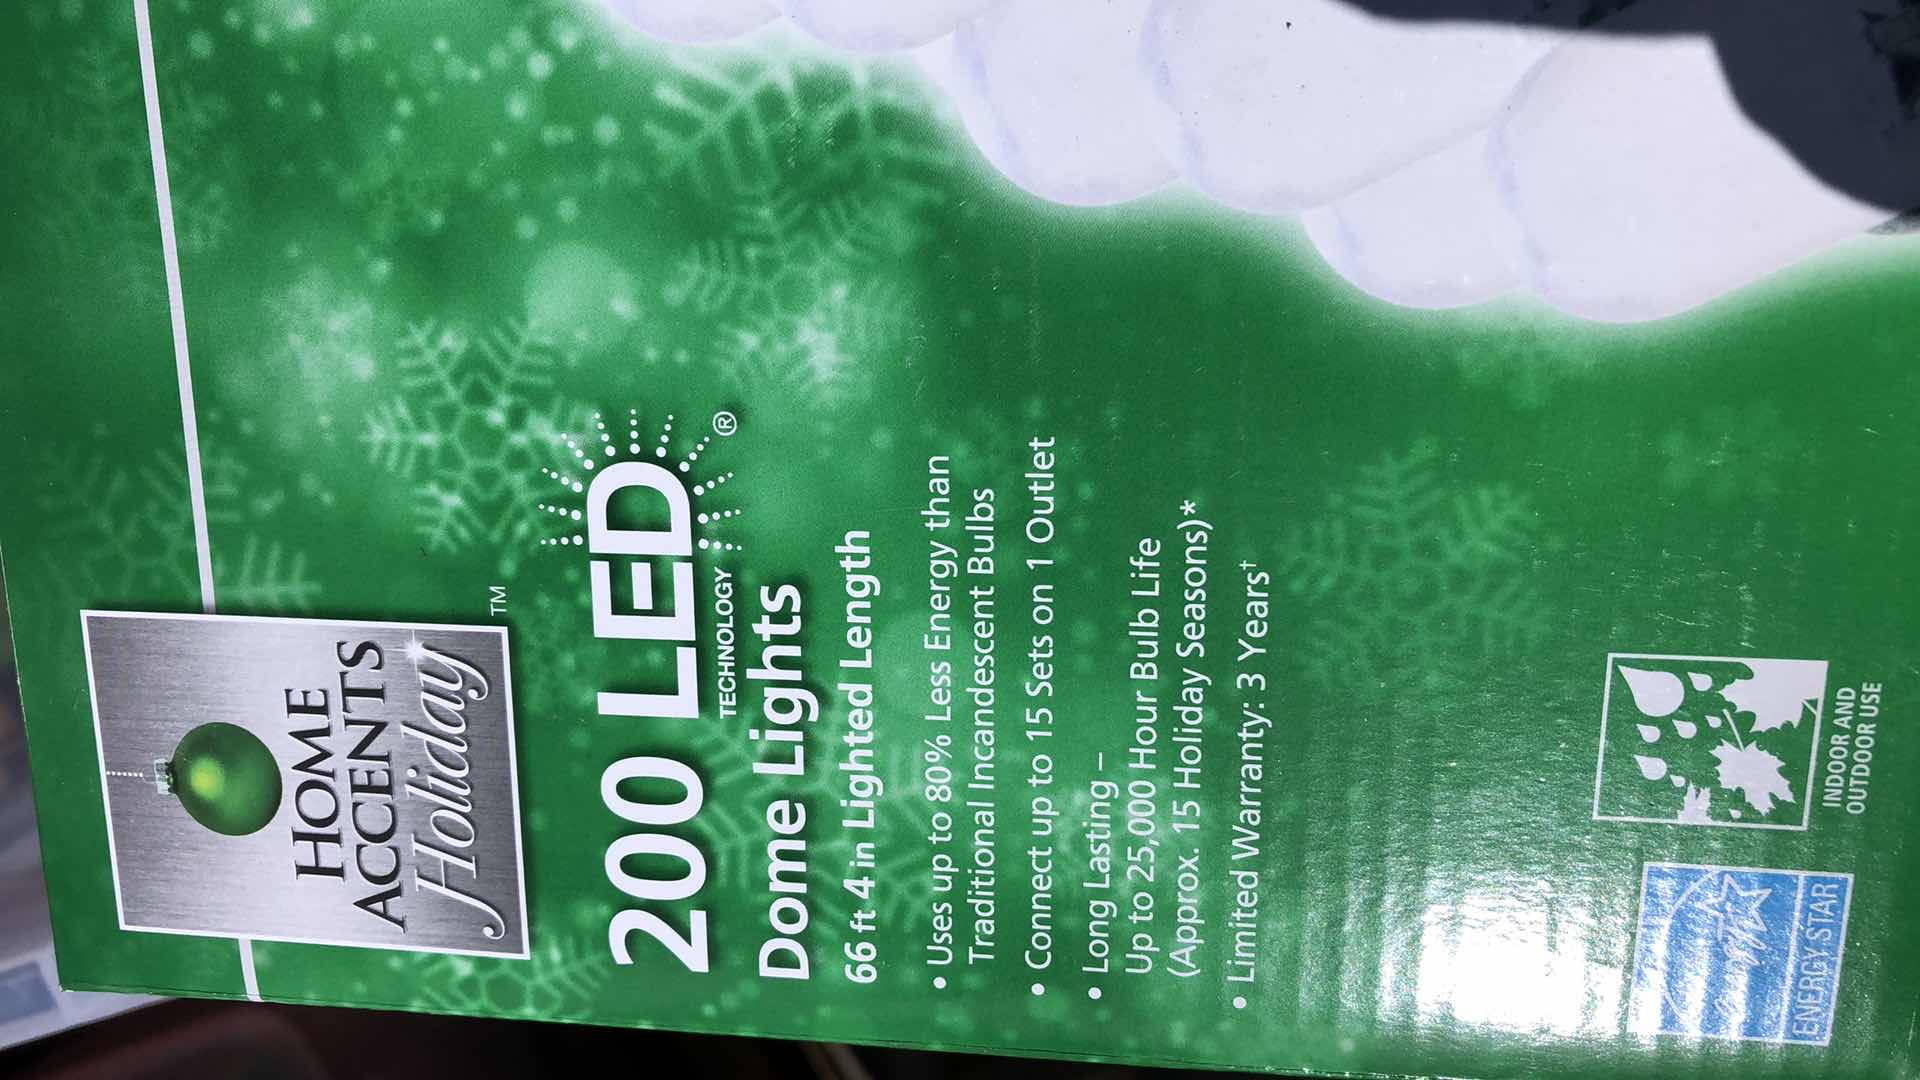 HOME
ACCENTS
Holiday™
200 LED®
TECHNOLOGY
Dome Lights
66 ft 4 in Lighted Length
• Uses up to 80% Less Energy than
Traditional Incandescent Bulbs
• Connect up to 15 Sets on 1 Outlet
• Long Lasting –
Up to 25,000 Hour Bulb Life
(Approx. 15 Holiday Seasons)*
• Limited Warranty: 3 Years†
energy
ENERGY STAR
INDOOR AND
OUTDOOR USE